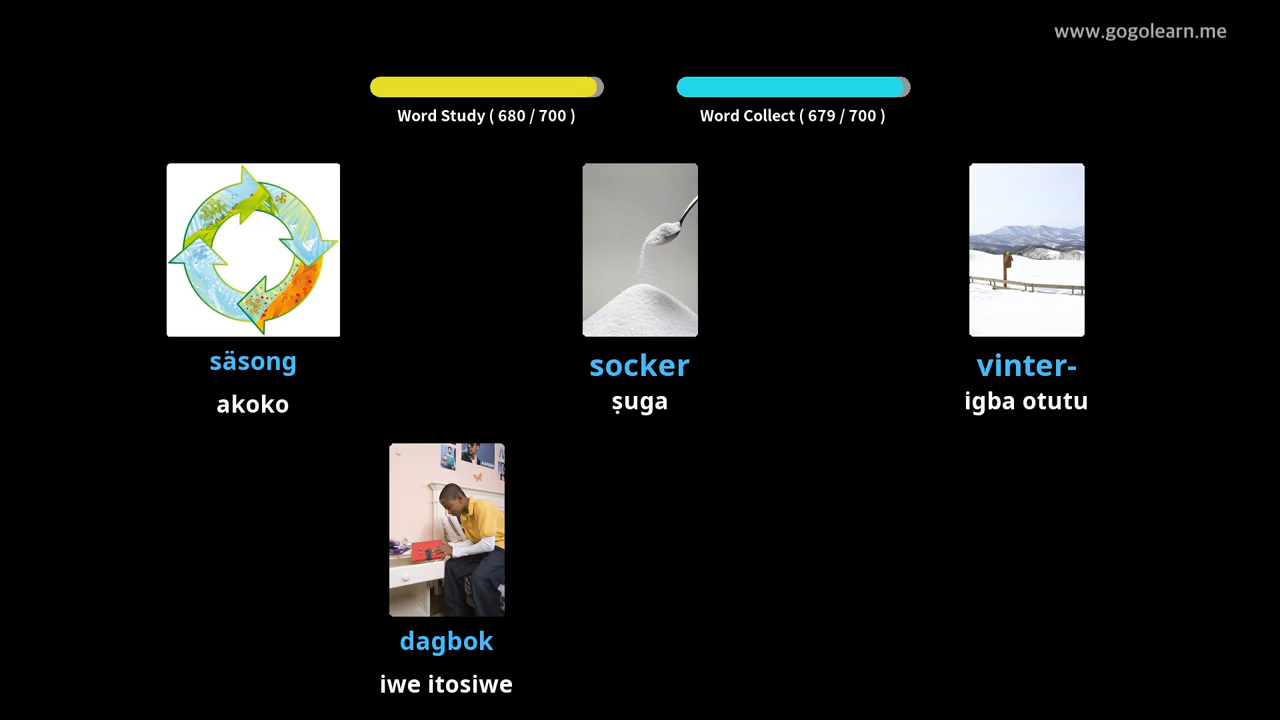 www.gogolearn.me
Word Study ( 680 / 700 )
Word Collect ( 679 / 700 )
säsong
socker
vinter-
akoko
ṣuga
igba otutu
dagbok
iwe itosiwe